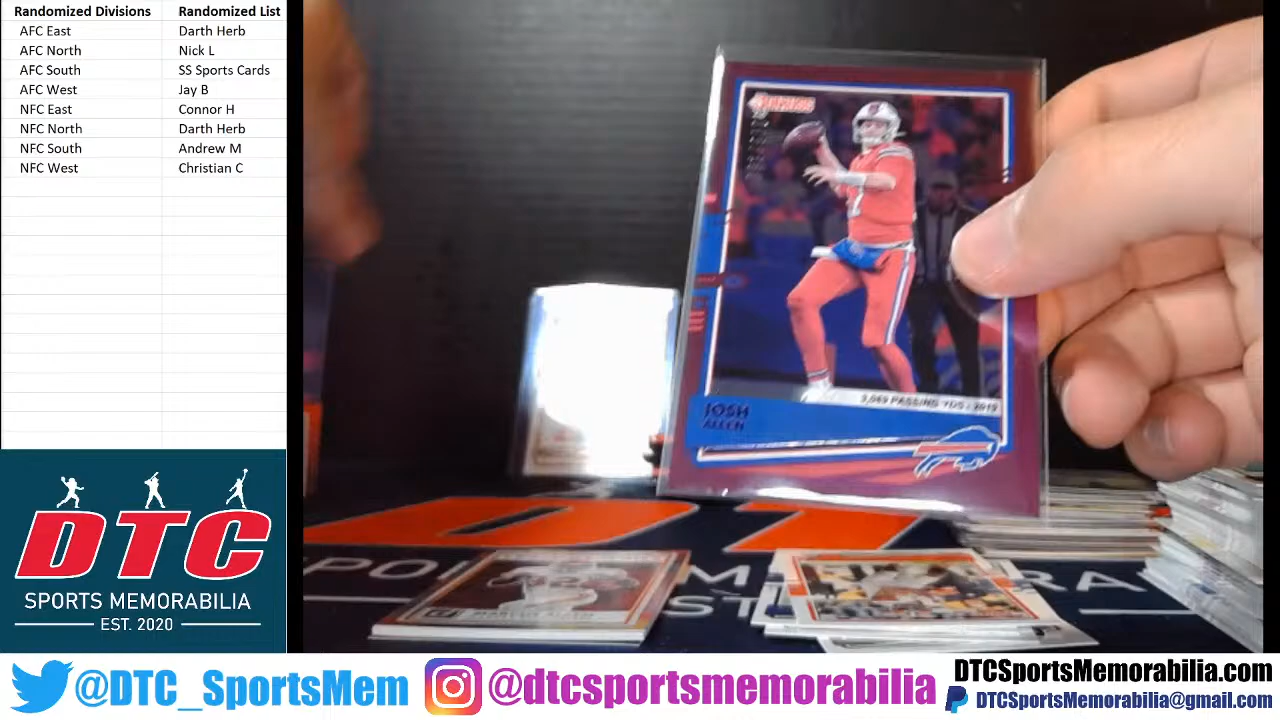 Randomized Divisions Randomized List
AFC East Darth Herb
AFC North Nick L
AFC South SS Sports Cards
AFC West Jay B
NFC East Connor H
NFC North Darth Herb
NFC South Andrew M
NFC West Christian C
DONRUSS
3,089 PASSING YDS • 2019
JOSH
ALLEN
DTC
SPORTS MEMORABILIA
EST. 2020
@DTC_SportsMem
@dtcsportsmemorabilia
DTCSportsMemorabilia.com
DTCSportsMemorabilia@gmail.com